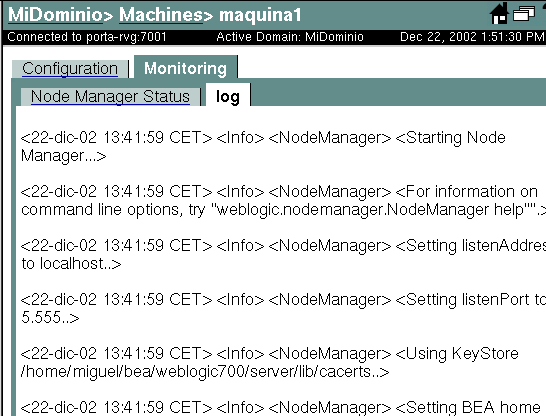 MiDominio> Machines> maquina1
Connected to porta-rvg:7001 Active Domain: MiDominio Dec 22, 2002 1:51:30 PM
Configuration Monitoring
Node Manager Status log
<22-dic-02 13:41:59 CET> <Info> <NodeManager> <Starting Node
Manager...>
<22-dic-02 13:41:59 CET> <Info> <NodeManager> <For information on
command line options, try "weblogic.nodemanager.NodeManager help"".>
<22-dic-02 13:41:59 CET> <Info> <NodeManager> <Setting listenAddres
to localhost..>
<22-dic-02 13:41:59 CET> <Info> <NodeManager> <Setting listenPort to
5.555..>
<22-dic-02 13:41:59 CET> <Info> <NodeManager> <Using KeyStore
/home/miguel/bea/weblogic700/server/lib/cacerts..>
<22-dic-02 13:41:59 CET> <Info> <NodeManager> <Setting BEA home